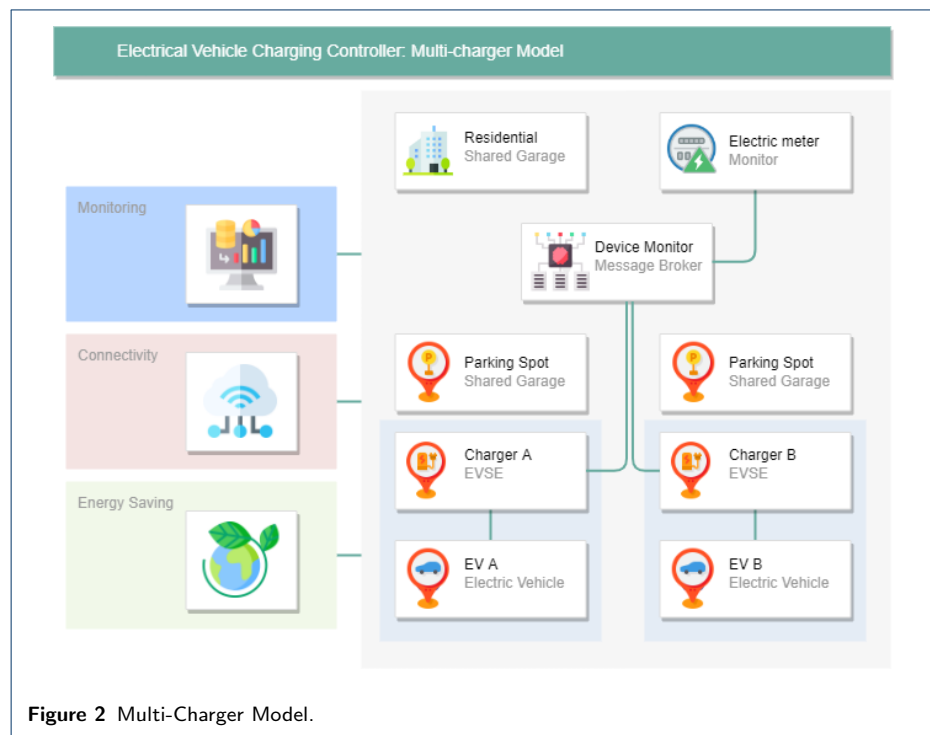 Electrical Vehicle Charging Controller: Multi-charger Model
Residential
Shared Garage
Electric meter
Monitor
Monitoring
Device Monitor
Message Broker
Connectivity
Parking Spot
Shared Garage
Parking Spot
Shared Garage
Charger A
EVSE
Charger B
EVSE
Energy Saving
EV A
Electric Vehicle
EV B
Electric Vehicle
Figure 2 Multi-Charger Model.